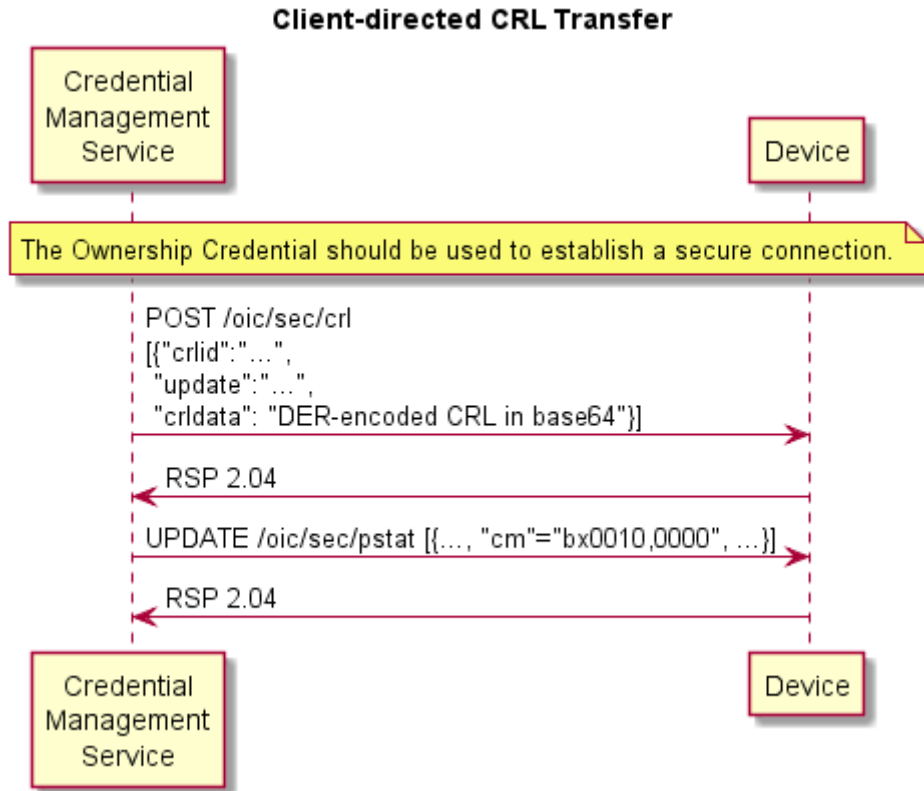 Client-directed CRL Transfer
Credential
Management
Service
Device
The Ownership Credential should be used to establish a secure connection.
POST /oic/sec/crl
[{"crlid":"...",
"update":"...",
"crldata": "DER-encoded CRL in base64"}]
RSP 2.04
UPDATE /oic/sec/pstat [{..., "cm"="bx0010,0000", ...}]
RSP 2.04
Credential
Management
Service
Device